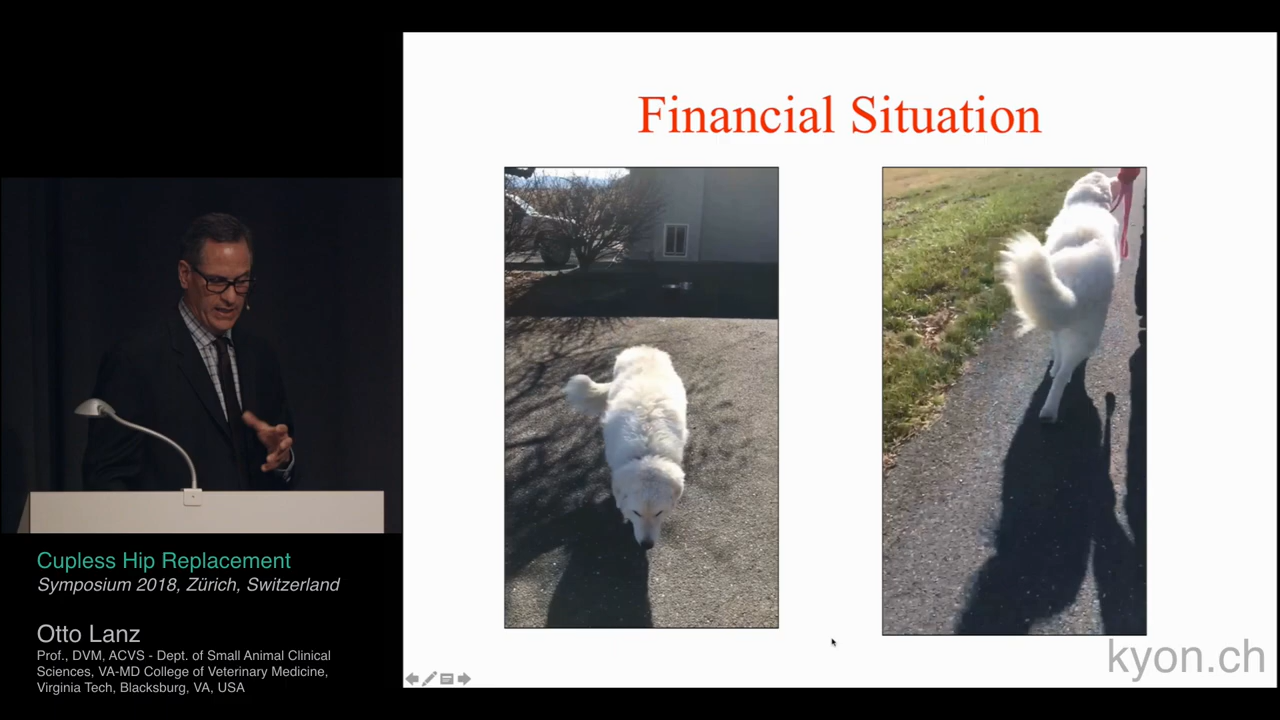 Financial Situation
Cupless Hip Replacement
Symposium 2018, Zürich, Switzerland
Otto Lanz
Prof., DVM, ACVS - Dept. of Small Animal Clinical
Sciences, VA-MD College of Veterinary Medicine,
Virginia Tech, Blacksburg, VA, USA
kyon.ch